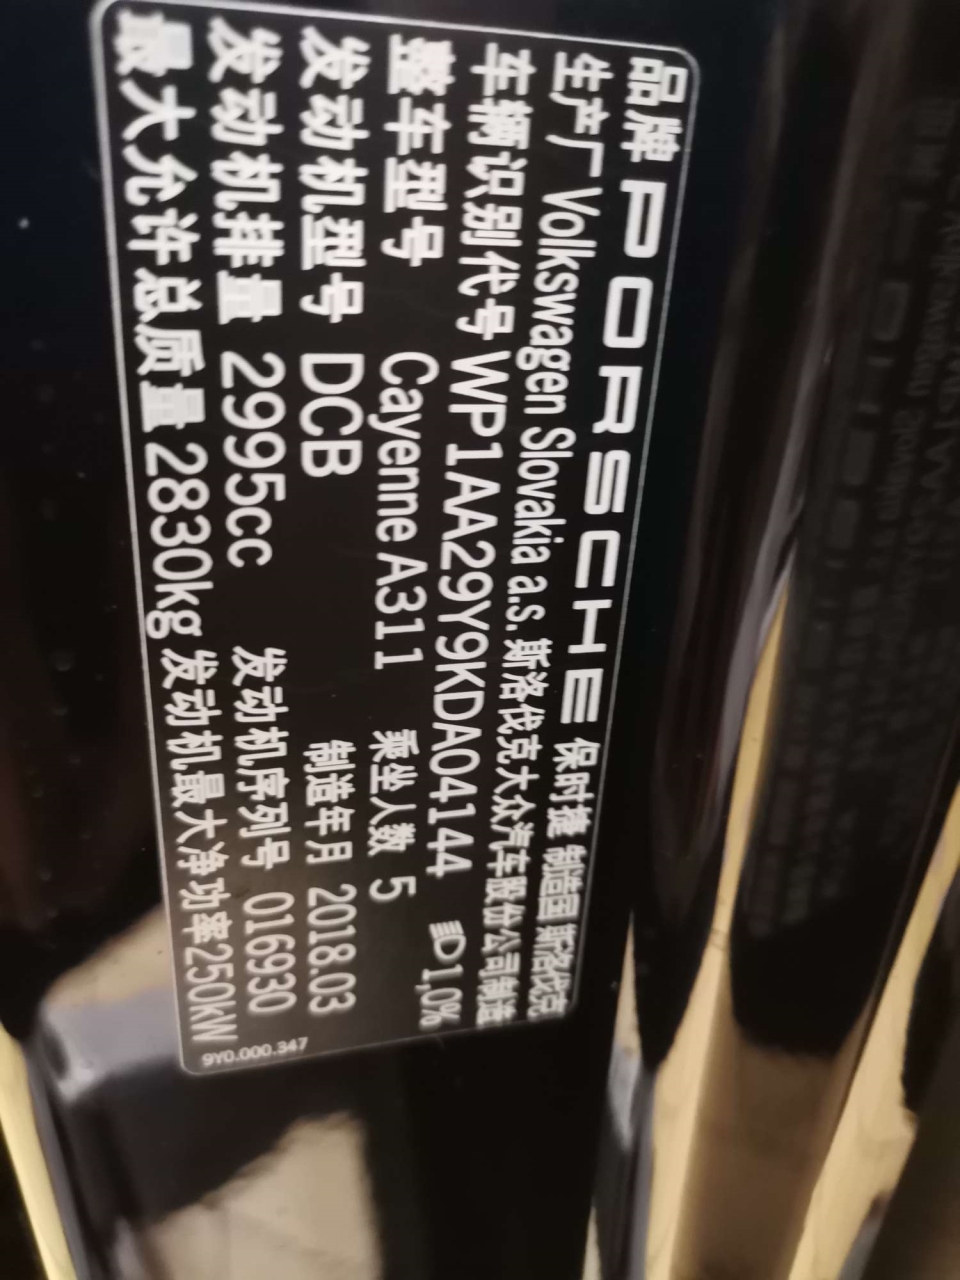 品牌 PORSCHE 保时捷 制造国 斯洛伐克
生产厂 Volkswagen Slovakia a.s. 斯洛伐克大众汽车股份公司制造
车辆识别代号 WP1AA29Y9KDA04144 1,0%
整车型号 Cayenne A311 乘坐人数 5
发动机型号 DCB 制造年月 2018.03
发动机排量 2995cc 发动机序列号 016930
最大允许总质量 2830kg 发动机最大净功率250kW
9Y0.000.347